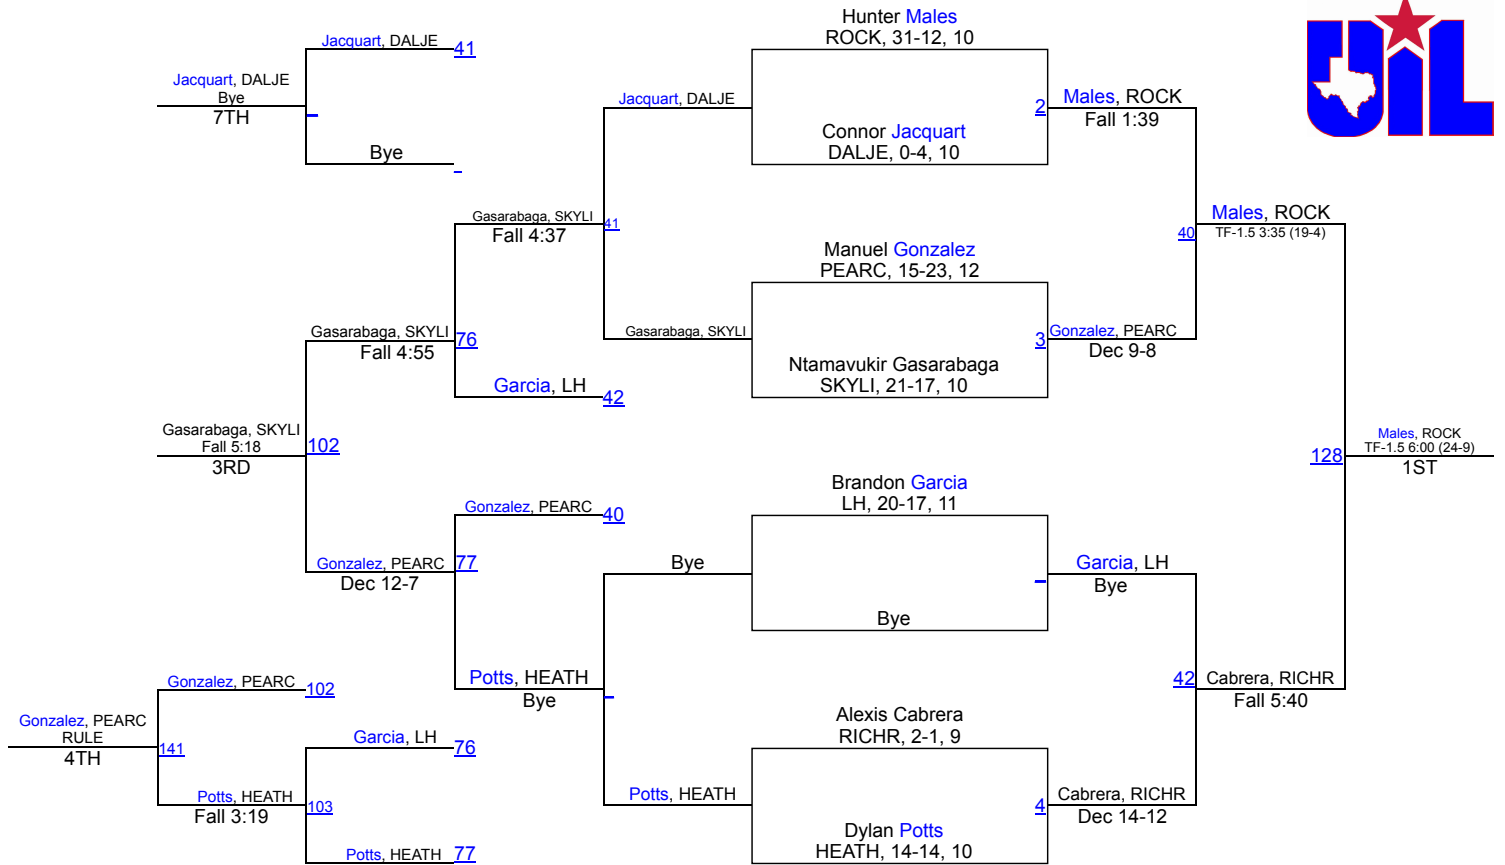 Hunter Males
ROCK, 31-12, 10
UIL
Jacquart, DALJE 41
Jacquart, DALJE
Bye
7TH
Bye
Jacquart, DALJE
2
Males, ROCK
Fall 1:39
Connor Jacquart
DALJE, 0-4, 10
Gasarabaga, SKYLI
Fall 4:37
41
Males, ROCK
TF-1.5 3:35 (19-4)
40
Manuel Gonzalez
PEARC, 15-23, 12
Gasarabaga, SKYLI
Fall 4:55
76
Gasarabaga, SKYLI
3
Gonzalez, PEARC
Dec 9-8
Ntamavukir Gasarabaga
SKYLI, 21-17, 10
Garcia, LH 42
Gasarabaga, SKYLI
Fall 5:18
3RD
102
128
Males, ROCK
TF-1.5 6:00 (24-9)
1ST
Brandon Garcia
LH, 20-17, 11
Gonzalez, PEARC 40
Gonzalez, PEARC
Dec 12-7
77
Bye
Garcia, LH
Bye
Bye
Potts, HEATH
Bye
42
Cabrera, RICHR
Fall 5:40
Gonzalez, PEARC 102
Gonzalez, PEARC
RULE
4TH
141
Garcia, LH 76
Alexis Cabrera
RICHR, 2-1, 9
Potts, HEATH
Fall 3:19
103
Potts, HEATH
4
Cabrera, RICHR
Dec 14-12
Dylan Potts
HEATH, 14-14, 10
Potts, HEATH 77